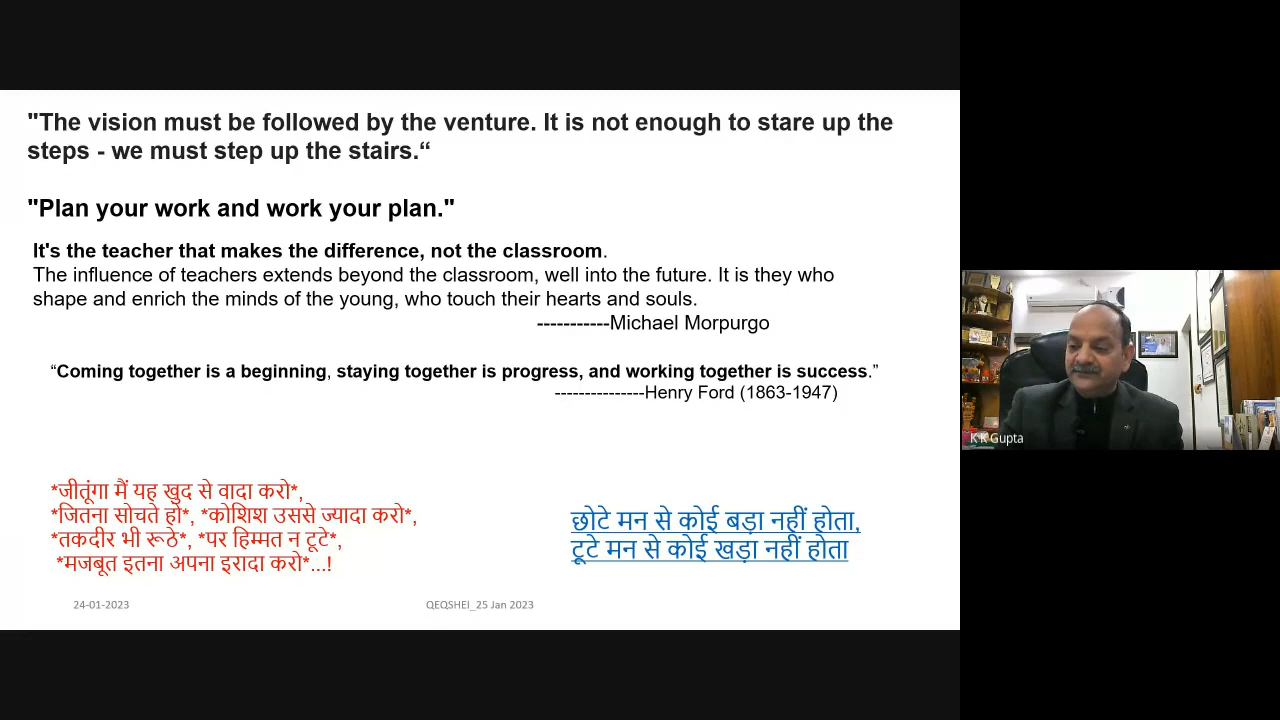 "The vision must be followed by the venture. It is not enough to stare up the
steps - we must step up the stairs.“
"Plan your work and work your plan."
It's the teacher that makes the difference, not the classroom.
The influence of teachers extends beyond the classroom, well into the future. It is they who
shape and enrich the minds of the young, who touch their hearts and souls.
-----------Michael Morpurgo
“Coming together is a beginning, staying together is progress, and working together is success.”
---------------Henry Ford (1863-1947)
*जीतूंगा मैं यह खुद से वादा करो*,
*जितना सोचते हो*, *कोशिश उससे ज्यादा करो*,
*तकदीर भी रूठे*, *पर हिम्मत न टूटे*,
*मजबूत इतना अपना इरादा करो*...!
छोटे मन से कोई बड़ा नहीं होता,
टूटे मन से कोई खड़ा नहीं होता
24-01-2023
QEQSHEI_25 Jan 2023
K K Gupta